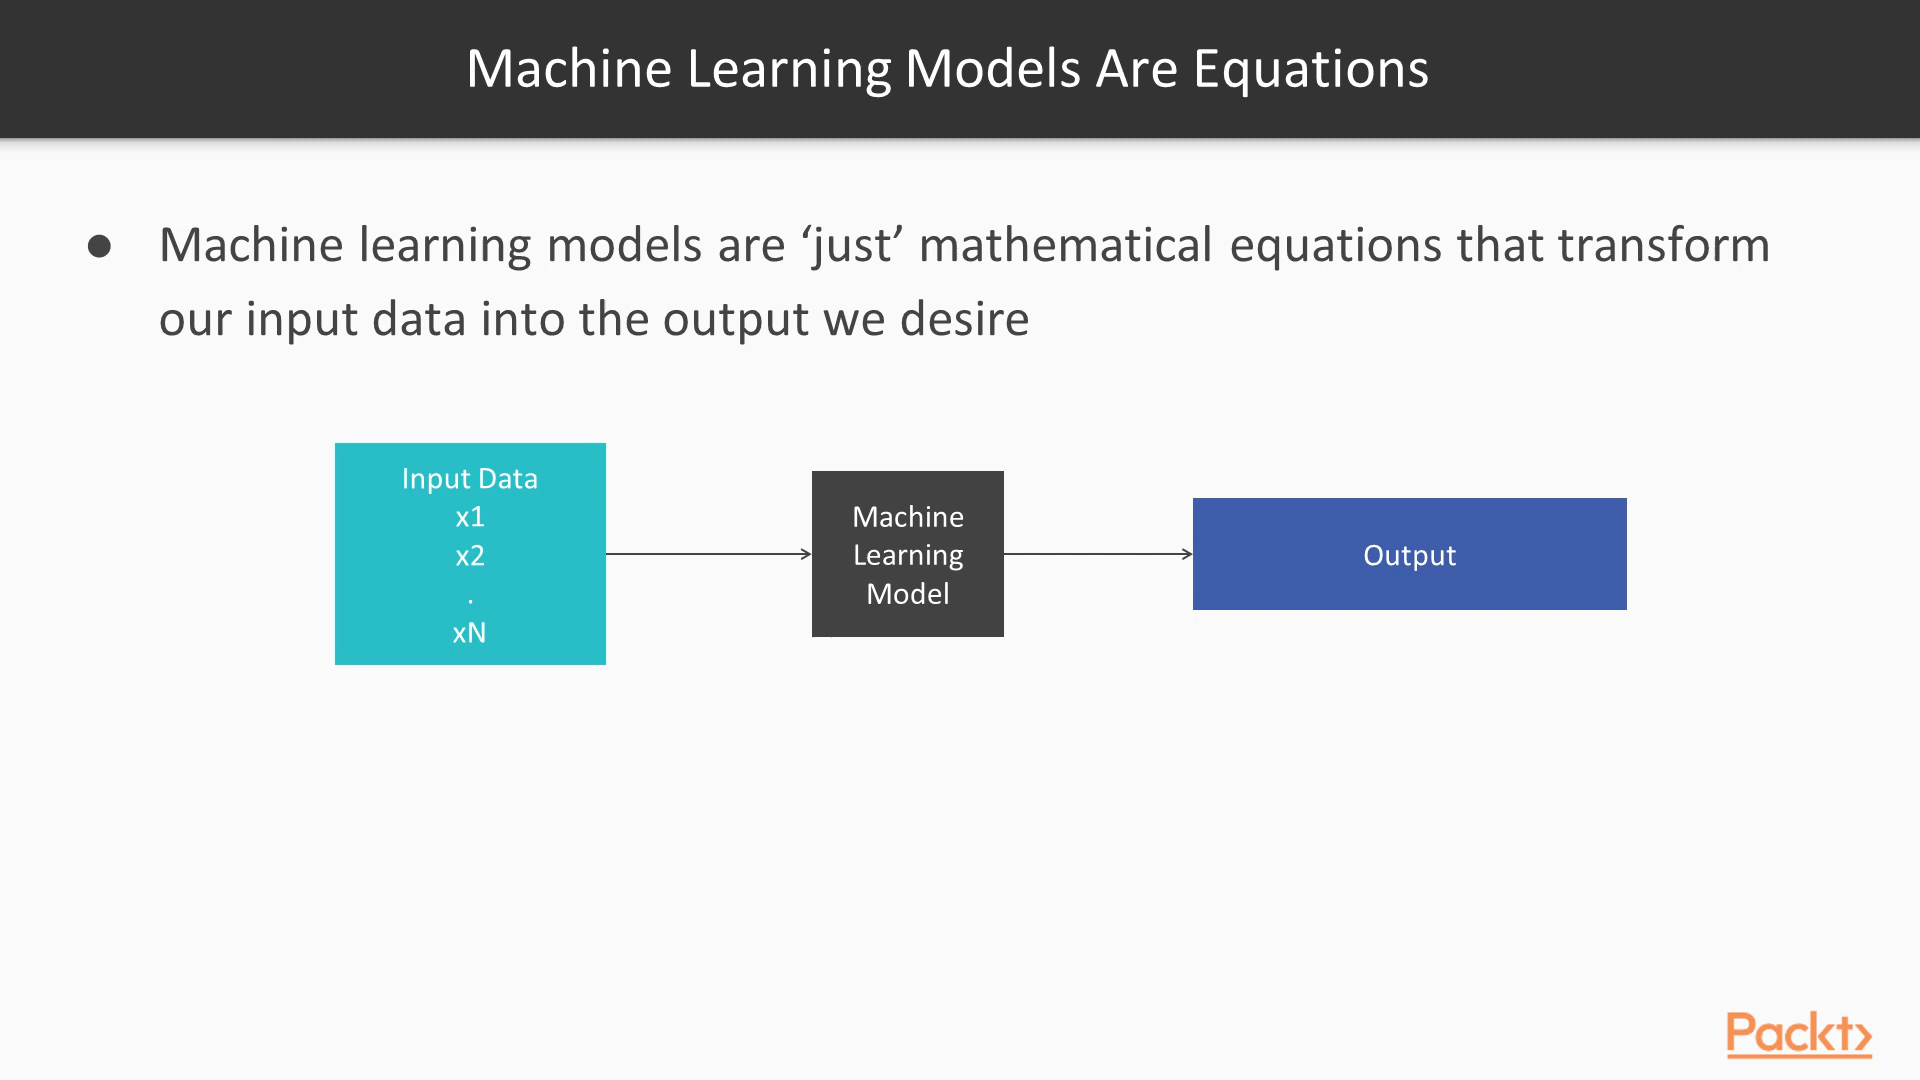 Machine Learning Models Are Equations
● Machine learning models are ‘just’ mathematical equations that transform
our input data into the output we desire
Input Data
x1
x2
.
xN
Machine
Learning
Model
Output
Packt>